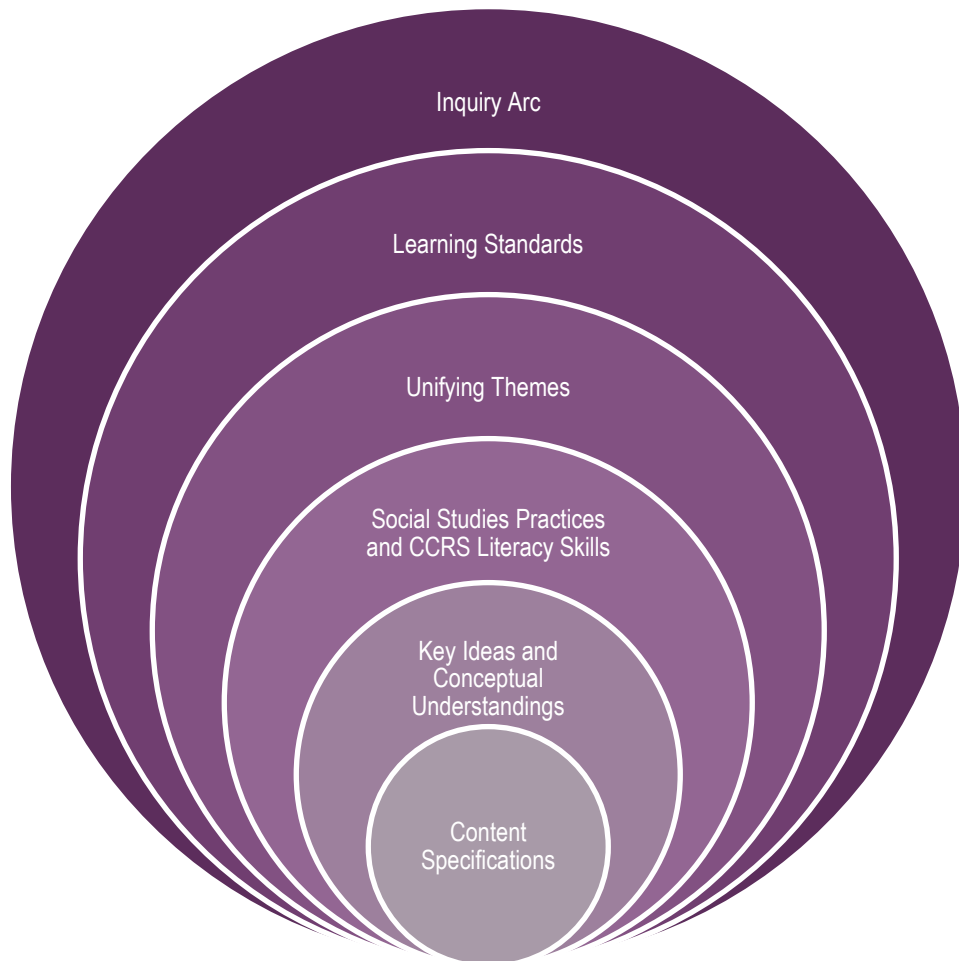 Inquiry Arc
Learning Standards
Unifying Themes
Social Studies Practices
and CCRS Literacy Skills
Key Ideas and
Conceptual
Understandings
Content
Specifications